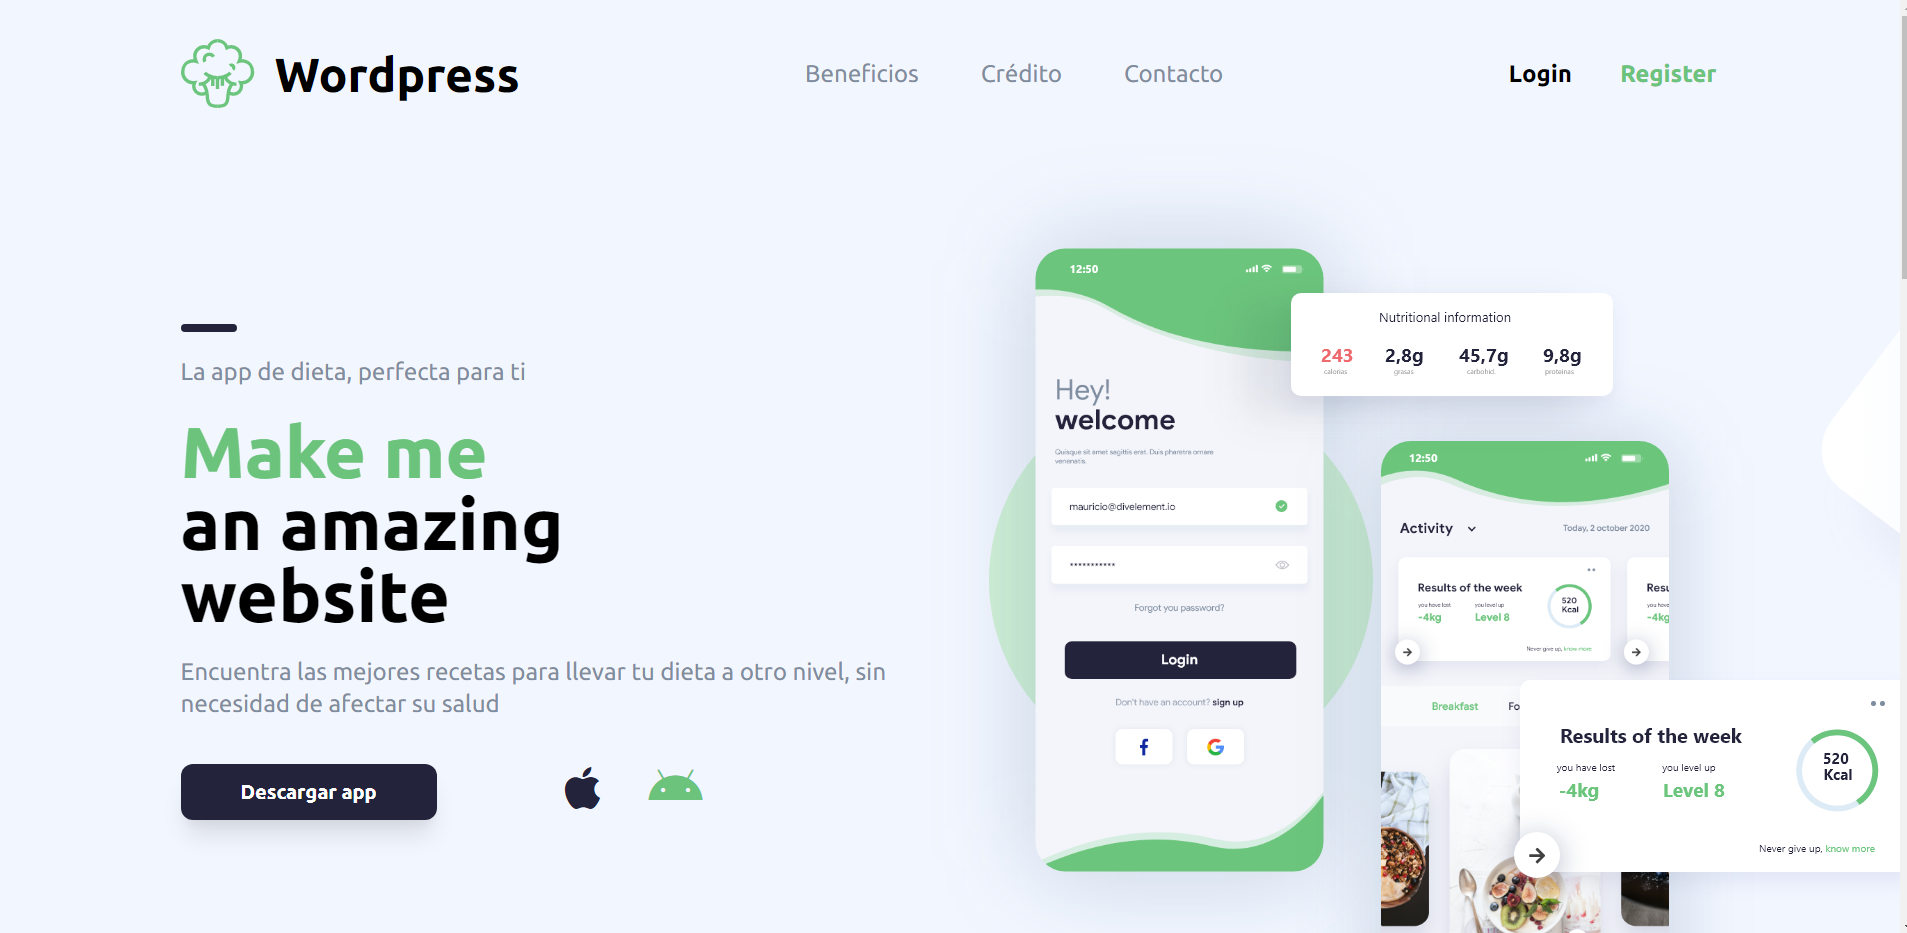 Wordpress
Beneficios
Crédito
Contacto
Login
Register
La app de dieta, perfecta para ti
Make me
an amazing
website
Encuentra las mejores recetas para llevar tu dieta a otro nivel, sin
necesidad de afectar su salud
Descargar app
12:50
Hey!
welcome
Quisque sit amet sagittis erat. Duis pharetra ornare
venenatis.
mauricio@divelement.io
***********
Forgot you password?
Login
Don't have an account? sign up
Nutritional information
243 2,8g 45,7g 9,8g
calorias grasas carbohid. proteinas
12:50
Activity
Today, 2 october 2020
Results of the week
you have lost you level up
-4kg Level 8
520
Kcal
Never give up, know more
Resu
you have
-4kg
Breakfast Fo
Results of the week
you have lost you level up
-4kg Level 8
520
Kcal
Never give up, know more